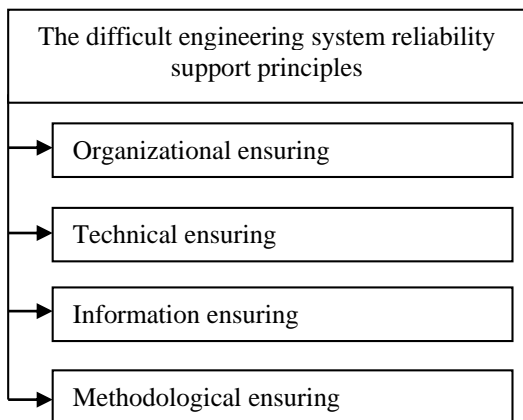 The difficult engineering system reliability
support principles
Organizational ensuring
Technical ensuring
Information ensuring
Methodological ensuring